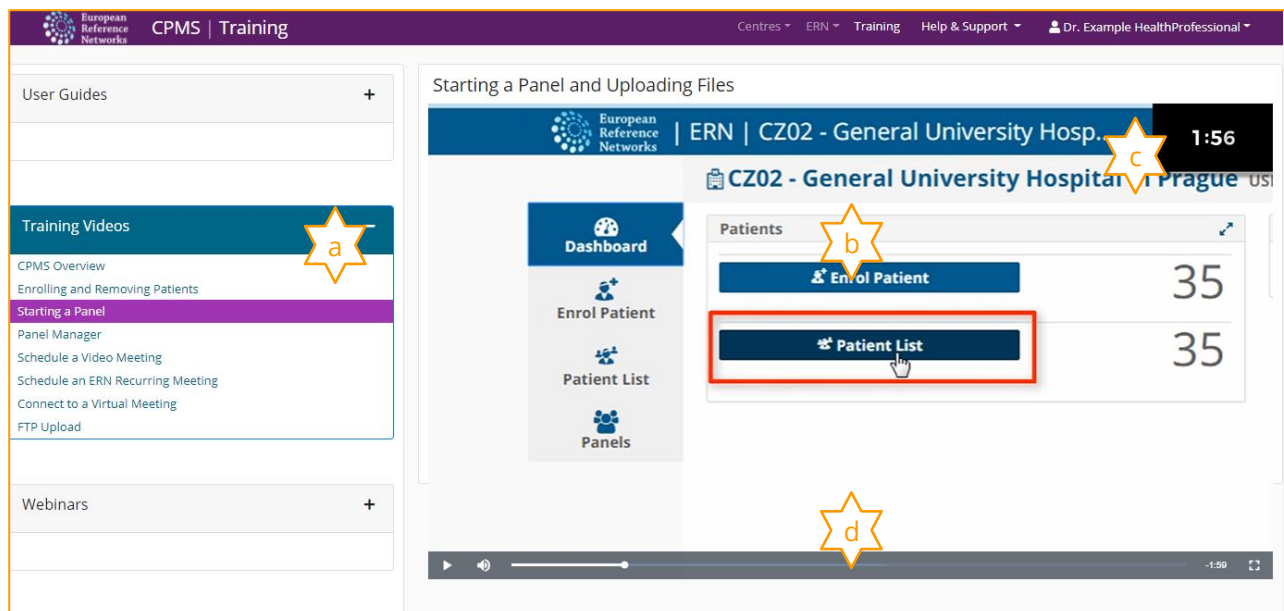 European
Reference
Networks
CPMS | Training
Centres
ERN
Training
Help & Support
Dr. Example HealthProfessional
User Guides
+
Training Videos
a
CPMS Overview
Enrolling and Removing Patients
Starting a Panel
Panel Manager
Schedule a Video Meeting
Schedule an ERN Recurring Meeting
Connect to a Virtual Meeting
FTP Upload
Webinars
+
Starting a Panel and Uploading Files
European
Reference
Networks
| ERN | CZ02 - General University Hosp...
c
1:56
CZ02 - General University Hospital Prague
Dashboard
Enrol Patient
Patient List
Panels
Patients
b
Enrol Patient
35
Patient List
35
d
-1:59